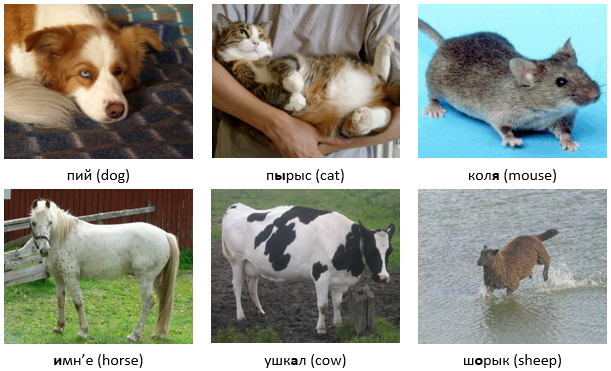 пий (dog) пырыс (cat) коля (mouse)
имн’е (horse) ушкал (cow) шорык (sheep)